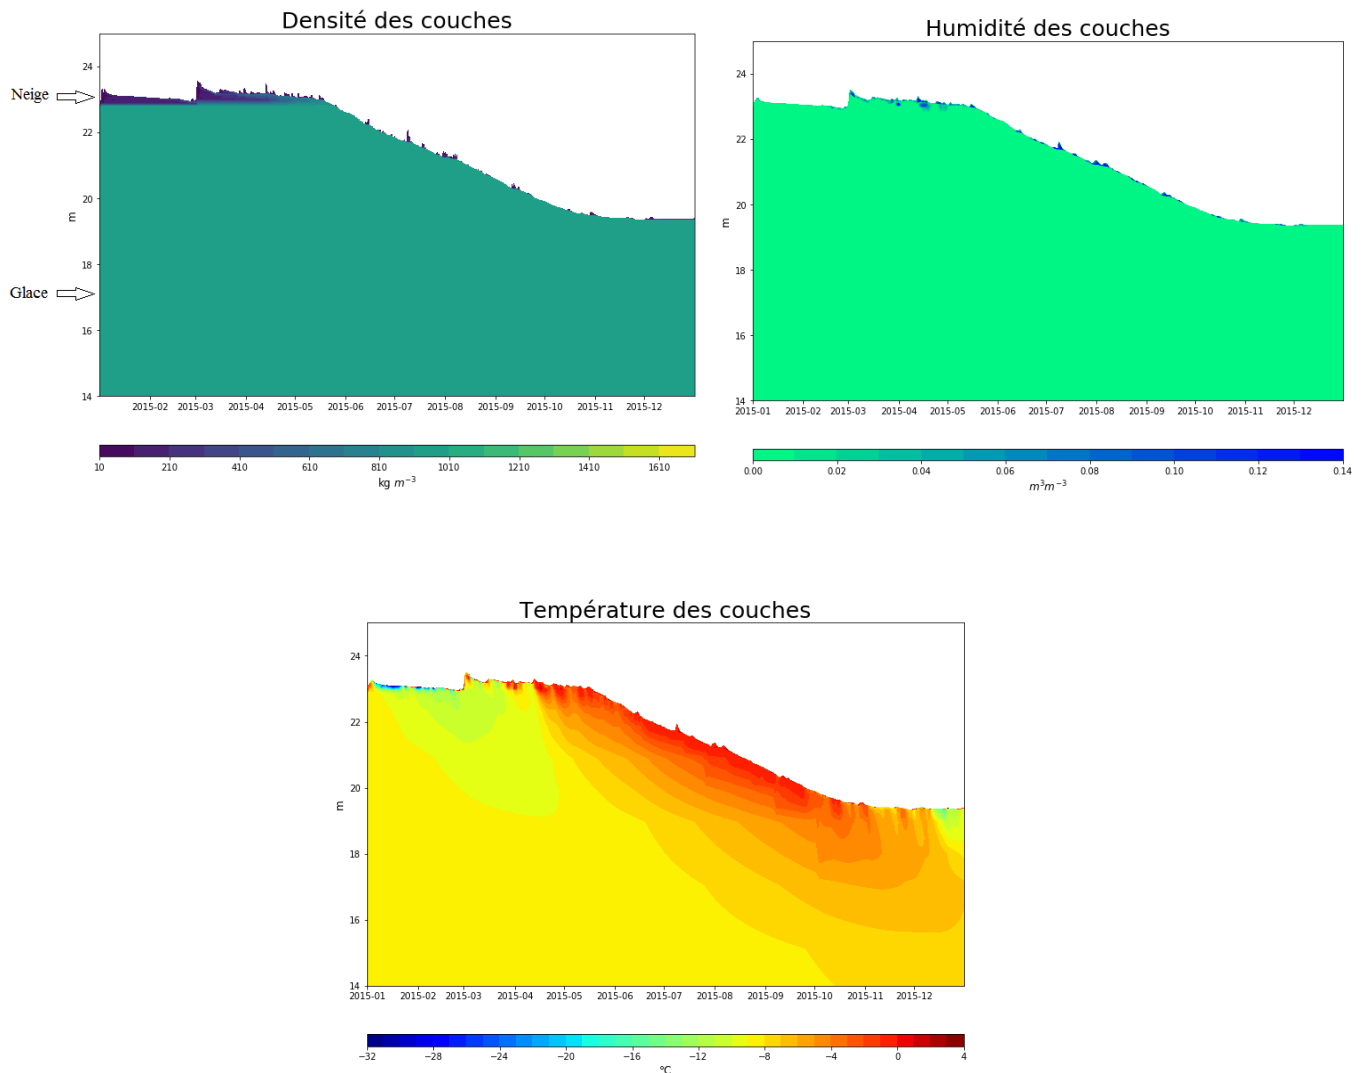 Densité des couches
24
22
20
18
16
14
m
Neige
Glace
2015-02 2015-03 2015-04 2015-05 2015-06 2015-07 2015-08 2015-09 2015-10 2015-11 2015-12
10 210 410 610 810 1010 1210 1410 1610
kg m⁻³
Humidité des couches
24
22
20
18
16
14
m
2015-01 2015-02 2015-03 2015-04 2015-05 2015-06 2015-07 2015-08 2015-09 2015-10 2015-11 2015-12
0.00 0.02 0.04 0.06 0.08 0.10 0.12 0.14
m³m⁻³
Température des couches
24
22
20
18
16
14
m
2015-01 2015-02 2015-03 2015-04 2015-05 2015-06 2015-07 2015-08 2015-09 2015-10 2015-11 2015-12
−32 −28 −24 −20 −16 −12 −8 −4 0 4
°C